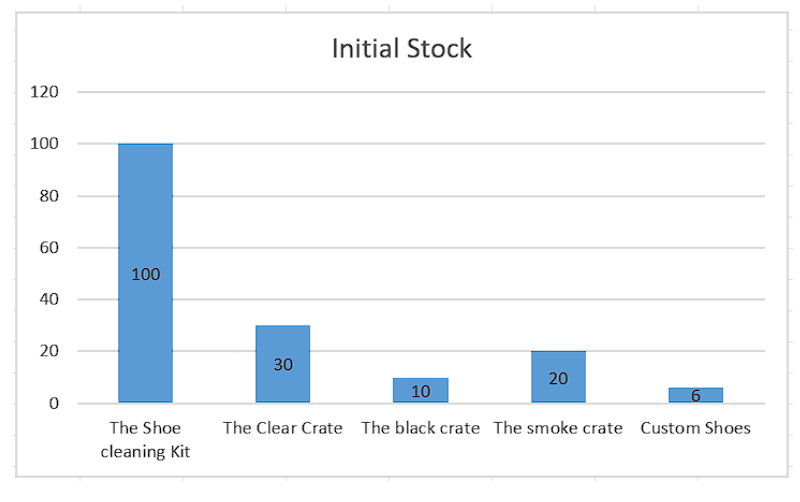 Initial Stock
120
100
80
60
40
20
0
100
30
10
20
6
The Shoe
cleaning Kit
The Clear Crate
The black crate
The smoke crate
Custom Shoes